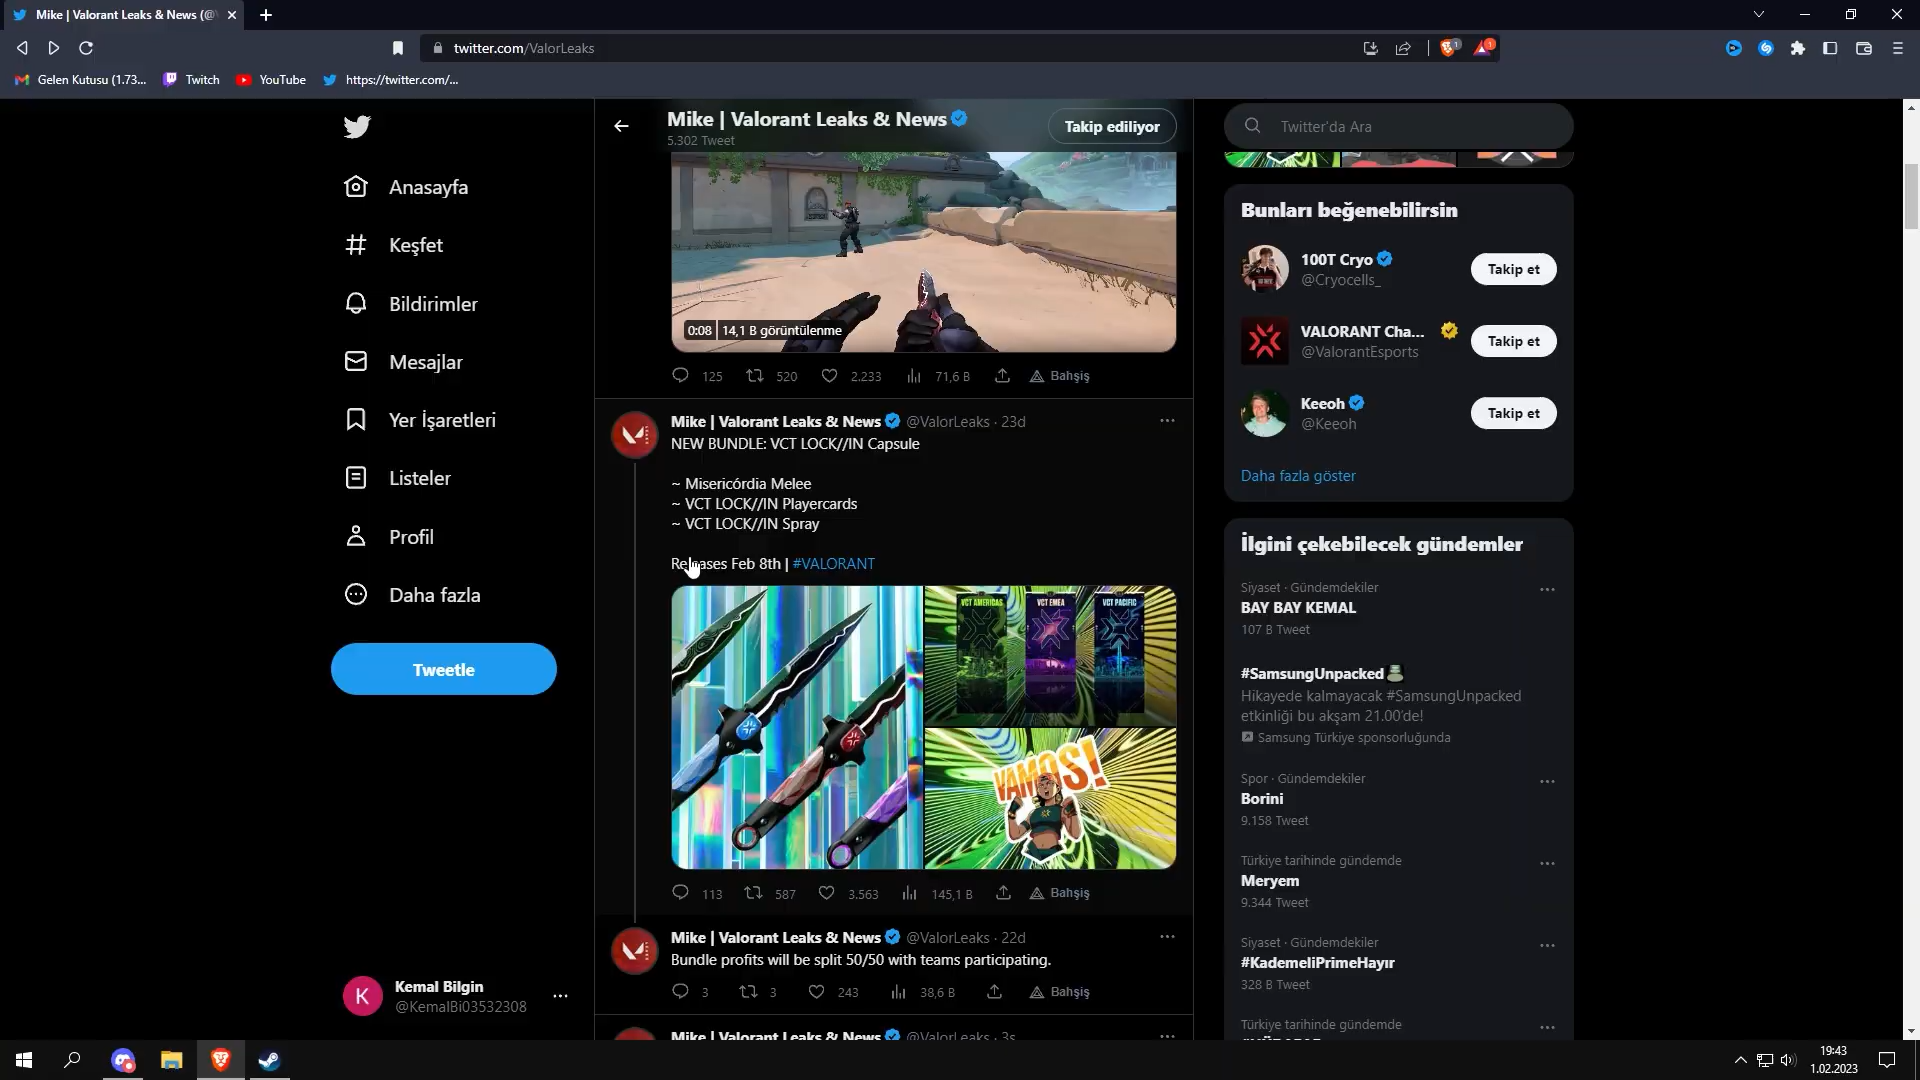 Mike | Valorant Leaks & News (@V
twitter.com/ValorLeaks
1
1
Gelen Kutusu (1.73...
Twitch
YouTube
https://twitter.com/...
Anasayfa
Keşfet
Bildirimler
Mesajlar
Yer İşaretleri
Listeler
Profil
Daha fazla
Tweetle
K
Kemal Bilgin
@KemalBi03532308
Mike | Valorant Leaks & News
5.302 Tweet
Takip ediliyor
0:08
14,1 B görüntülenme
125 520 2.233 71,6 B Bahşiş
Mike | Valorant Leaks & News @ValorLeaks · 23d
NEW BUNDLE: VCT LOCK//IN Capsule
~ Misericórdia Melee
~ VCT LOCK//IN Playercards
~ VCT LOCK//IN Spray
Releases Feb 8th | #VALORANT
VCT AMERICAS
VCT EMEA
VCT PACIFIC
VAMOS!
113 587 3.563 145,1 B Bahşiş
Mike | Valorant Leaks & News @ValorLeaks · 22d
Bundle profits will be split 50/50 with teams participating.
3 3 243 38,6 B Bahşiş
Mike | Valorant Leaks & News @ValorLeaks · 3s
Twitter'da Ara
Bunları beğenebilirsin
100T Cryo
@Cryocells_
Takip et
VALORANT Cha...
@ValorantEsports
Takip et
Keeoh
@Keeoh
Takip et
Daha fazla göster
İlgini çekebilecek gündemler
Siyaset · Gündemdekiler
BAY BAY KEMAL
107 B Tweet
#SamsungUnpacked
Hikayede kalmayacak #SamsungUnpacked
etkinliği bu akşam 21.00'de!
Samsung Türkiye sponsorluğunda
Spor · Gündemdekiler
Borini
9.158 Tweet
Türkiye tarihinde gündemde
Meryem
9.344 Tweet
Siyaset · Gündemdekiler
#KademeliPrimeHayır
328 B Tweet
Türkiye tarihinde gündemde
19:43
1.02.2023